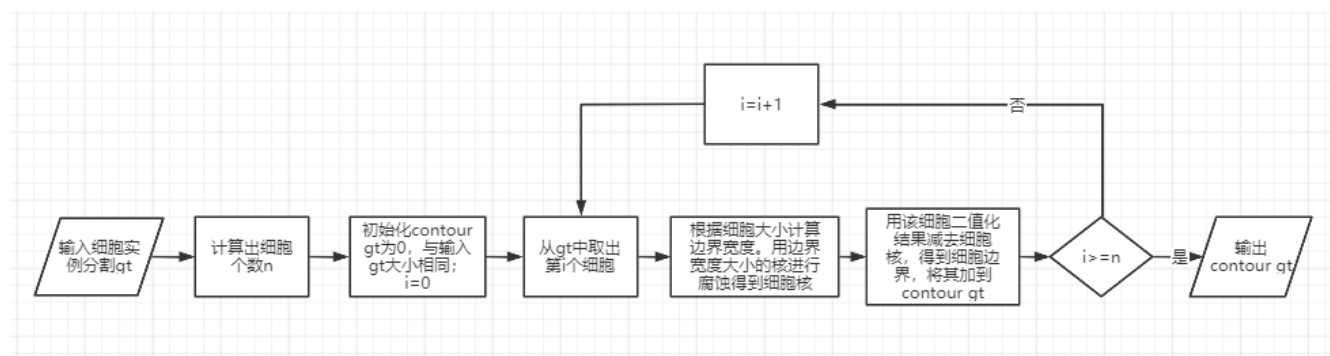 i=i+1
否
输入细胞实
例分割gt
计算出细胞
个数n
初始化contour
gt为0，与输入
gt大小相同；
i=0
从gt中取出
第i个细胞
根据细胞大小计算
边界宽度。用边界
宽度大小的核进行
腐蚀得到细胞核
用该细胞二值化
结果减去细胞
核，得到细胞边
界，将其加到
contour gt
i>=n
是
输出
contour gt